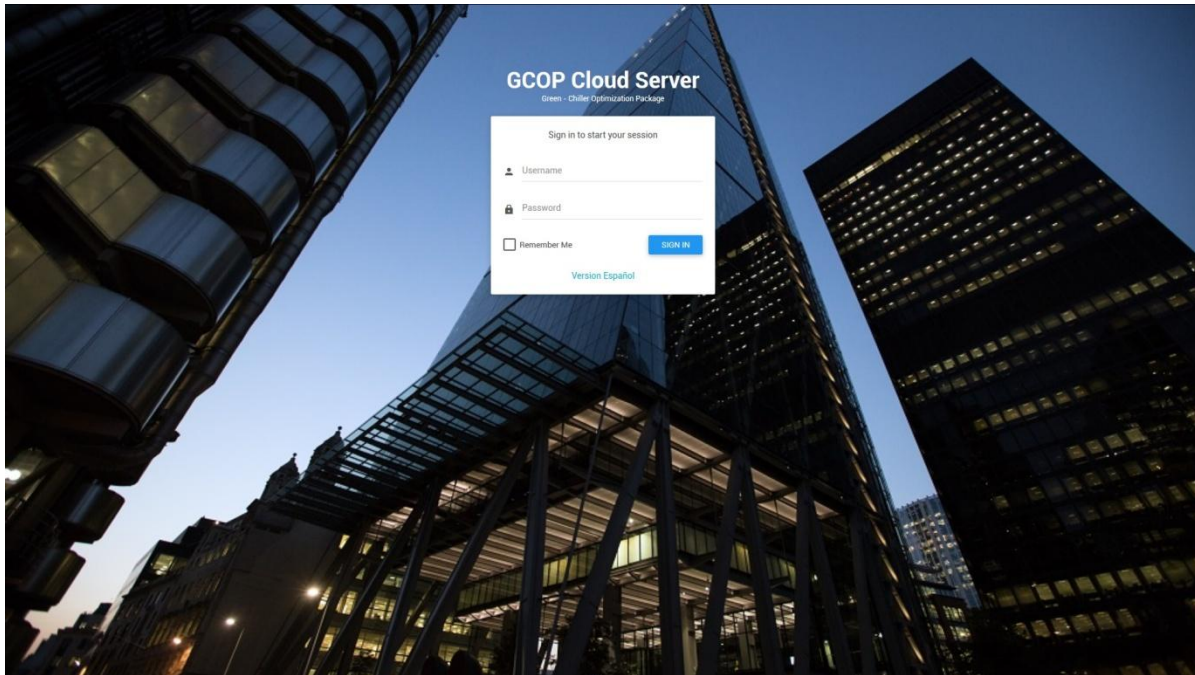 GCOP Cloud Server
Green - Chiller Optimization Package
Sign in to start your session
Username
Password
Remember Me
SIGN IN
Version Español